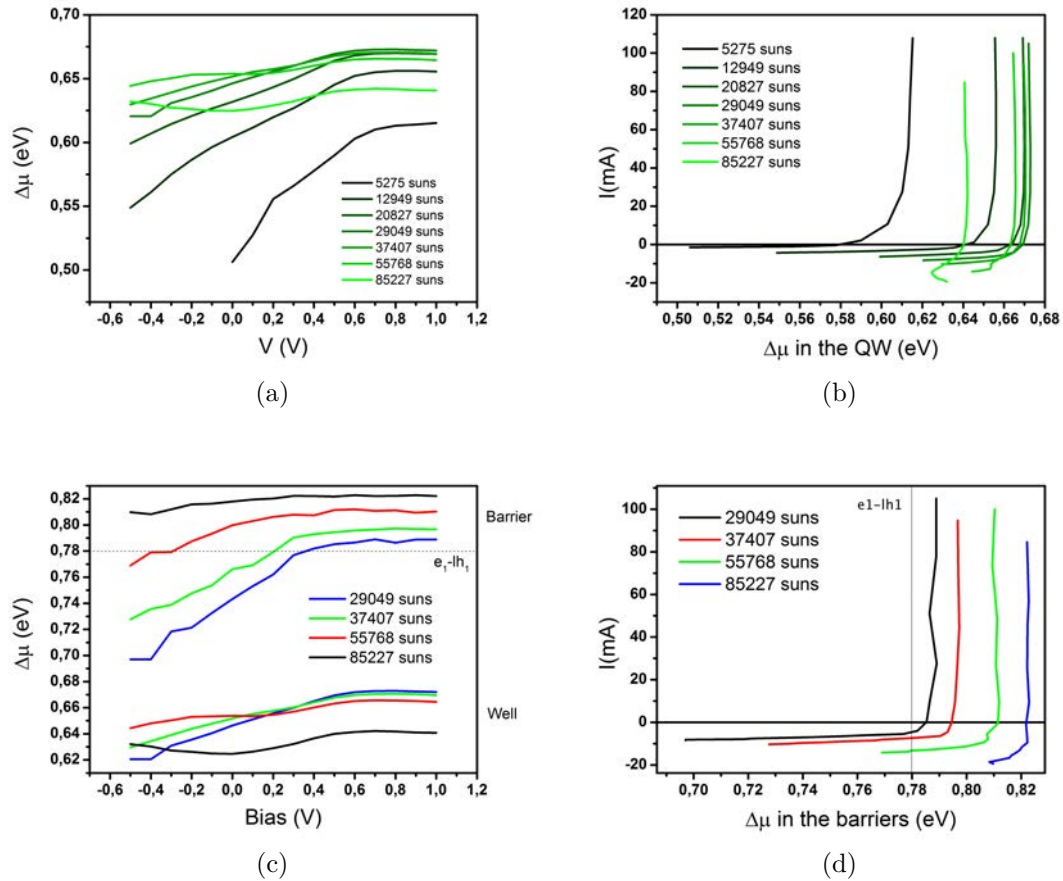 0,70
0,65
0,60
0,55
0,50
Δμ (eV)
5275 suns
12949 suns
20827 suns
29049 suns
37407 suns
55768 suns
85227 suns
-0,6 -0,4 -0,2 0,0 0,2 0,4 0,6 0,8 1,0 1,2
V (V)
(a)
120
100
80
60
40
20
0
-20
I(mA)
5275 suns
12949 suns
20827 suns
29049 suns
37407 suns
55768 suns
85227 suns
0,50 0,52 0,54 0,56 0,58 0,60 0,62 0,64 0,66 0,68
Δμ in the QW (eV)
(b)
0,82
0,80
0,78
0,76
0,74
0,72
0,70
0,68
0,66
0,64
0,62
Δμ (eV)
Barrier
e1-lh1
29049 suns
37407 suns
55768 suns
85227 suns
Well
-0,6 -0,4 -0,2 0,0 0,2 0,4 0,6 0,8 1,0 1,2
Bias (V)
(c)
100
80
60
40
20
0
-20
I(mA)
e1-lh1
29049 suns
37407 suns
55768 suns
85227 suns
0,70 0,72 0,74 0,76 0,78 0,80 0,82
Δμ in the barriers (eV)
(d)